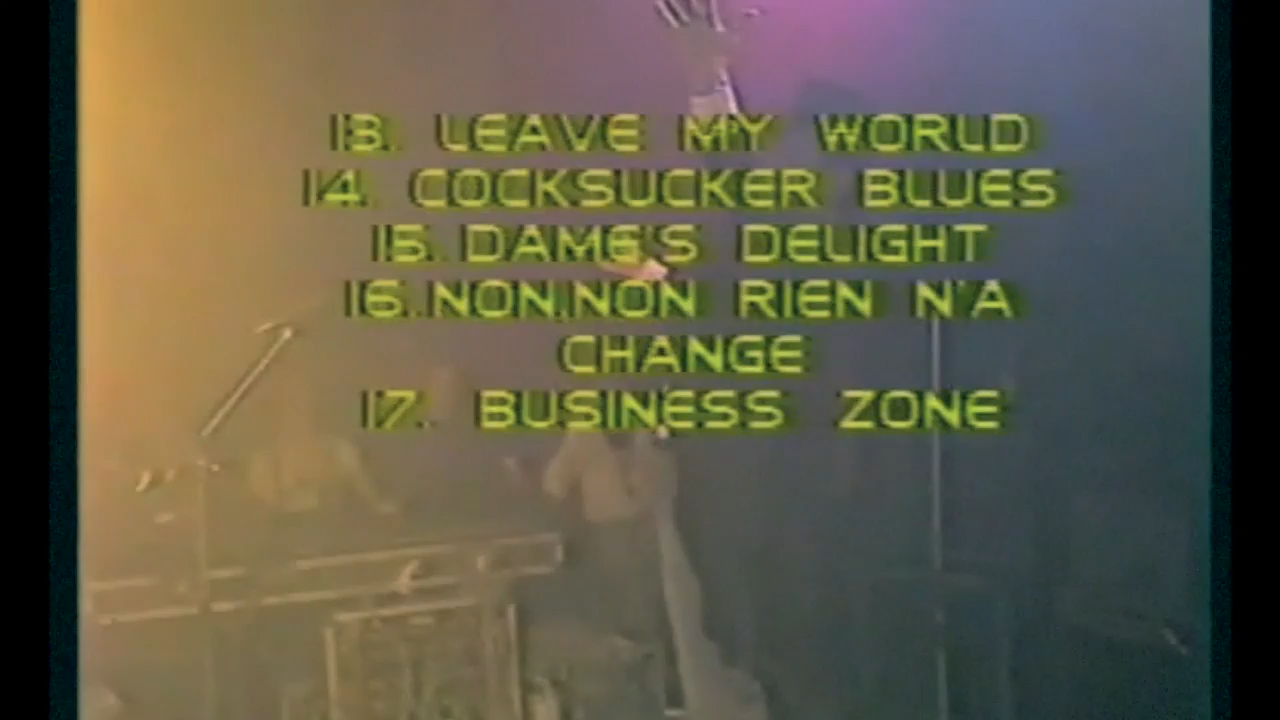 13. LEAVE MY WORLD
14. COCKSUCKER BLUES
15. DAME'S DELIGHT
16. NON, NON RIEN N'A
CHANGE
17. BUSINESS ZONE